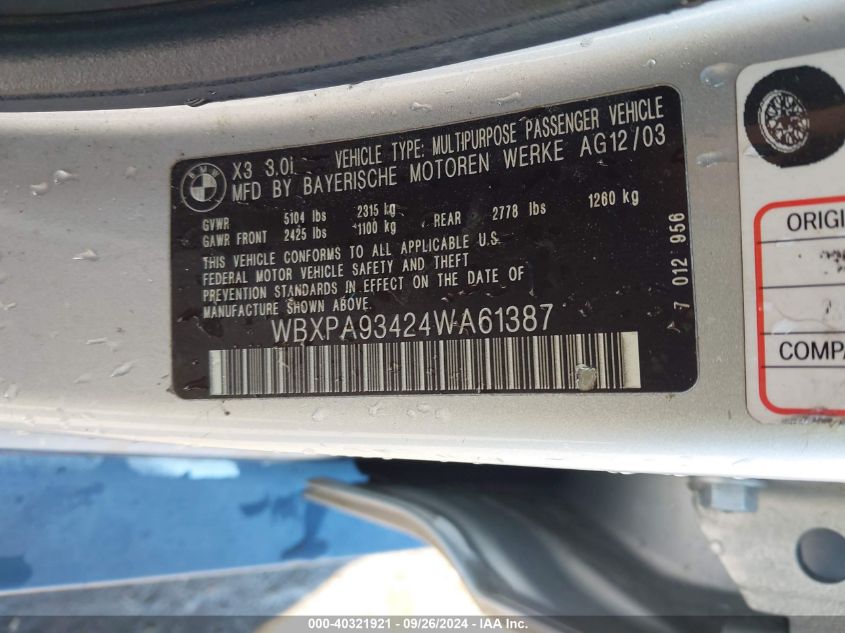 BMW
X3 3.0i VEHICLE TYPE: MULTIPURPOSE PASSENGER VEHICLE
MFD BY BAYERISCHE MOTOREN WERKE AG12/03
GVWR 5104 lbs 2315 kg
GAWR FRONT 2425 lbs 1100 kg REAR 2778 lbs 1260 kg
THIS VEHICLE CONFORMS TO ALL APPLICABLE U.S.
FEDERAL MOTOR VEHICLE SAFETY AND THEFT
PREVENTION STANDARDS IN EFFECT ON THE DATE OF
MANUFACTURE SHOWN ABOVE.
WBXPA93424WA61387
7 012 956
ORIGI
COMPA
000-40321921 - 09/26/2024 - IAA Inc.